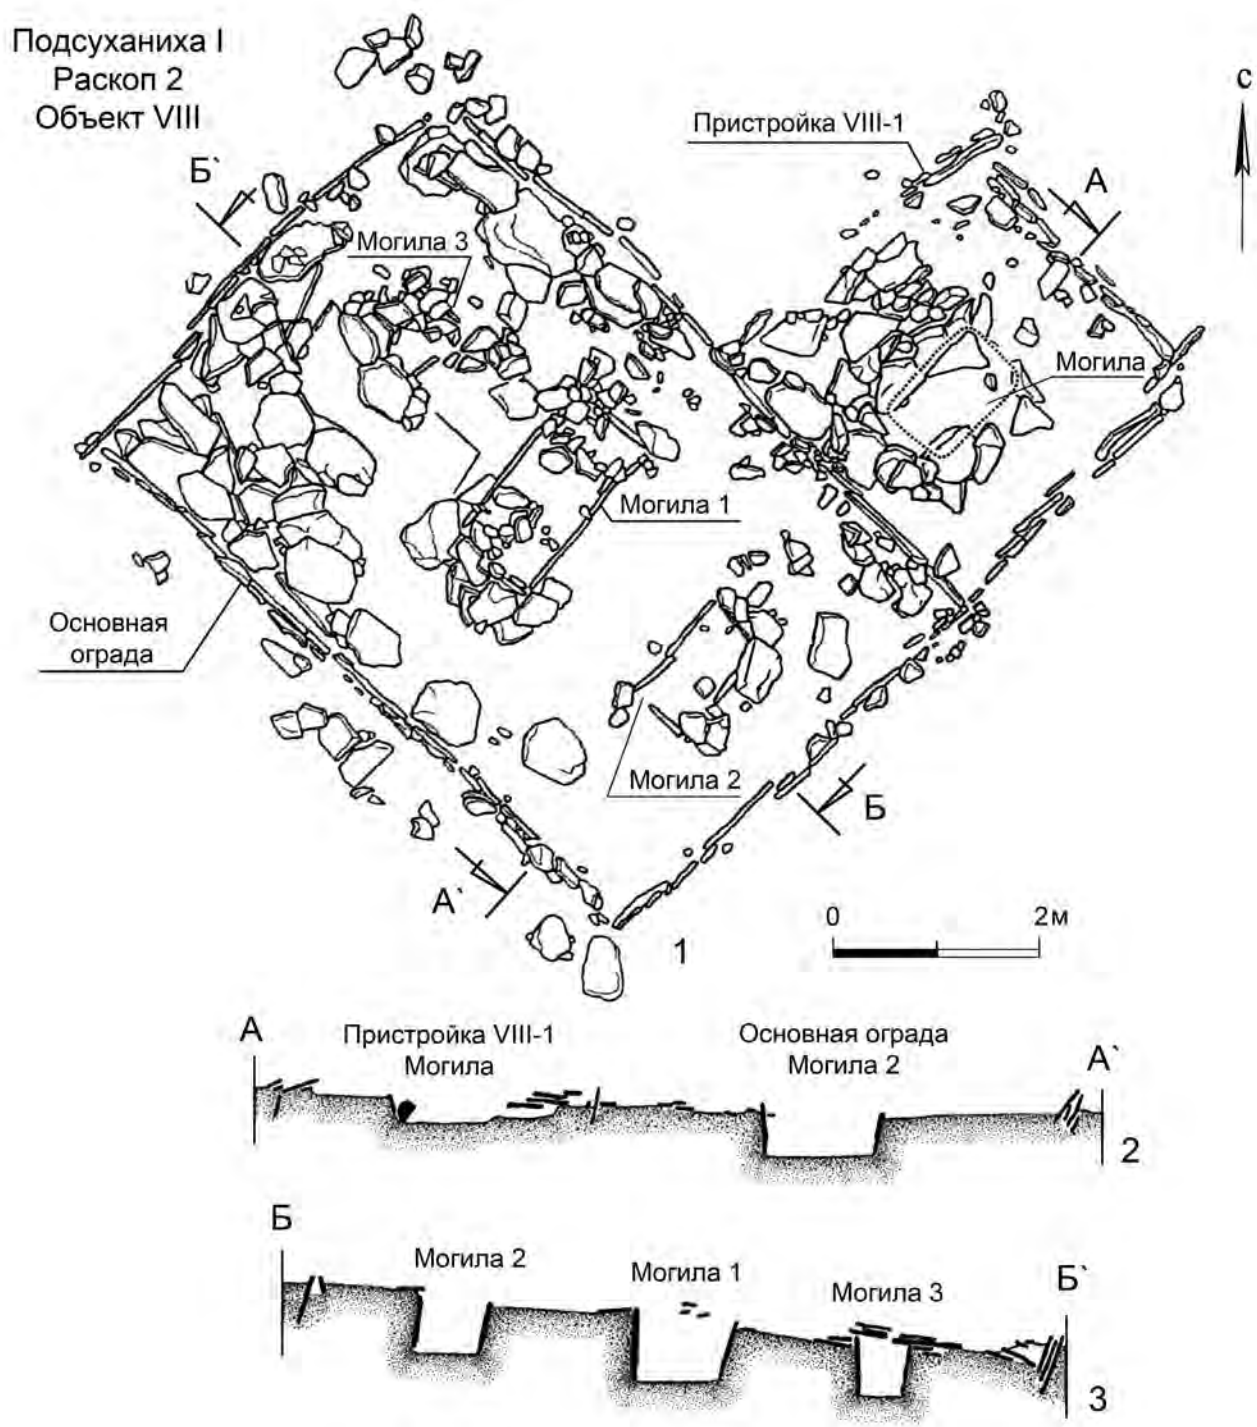 Подсуханиха I
Раскоп 2
Объект VIII
с
Пристройка VIII-1
Б`
А
Могила 3
Могила
Могила 1
Основная
ограда
Могила 2
Б
А`
0 2м
1
А
Пристройка VIII-1
Могила
Основная ограда
Могила 2
А`
2
Б
Могила 2
Могила 1
Могила 3
Б`
3